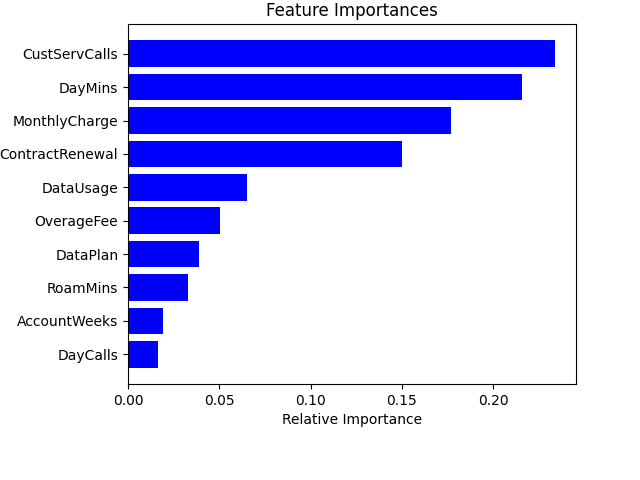 Feature Importances
CustServCalls
DayMins
MonthlyCharge
ContractRenewal
DataUsage
OverageFee
DataPlan
RoamMins
AccountWeeks
DayCalls
0.00 0.05 0.10 0.15 0.20
Relative Importance